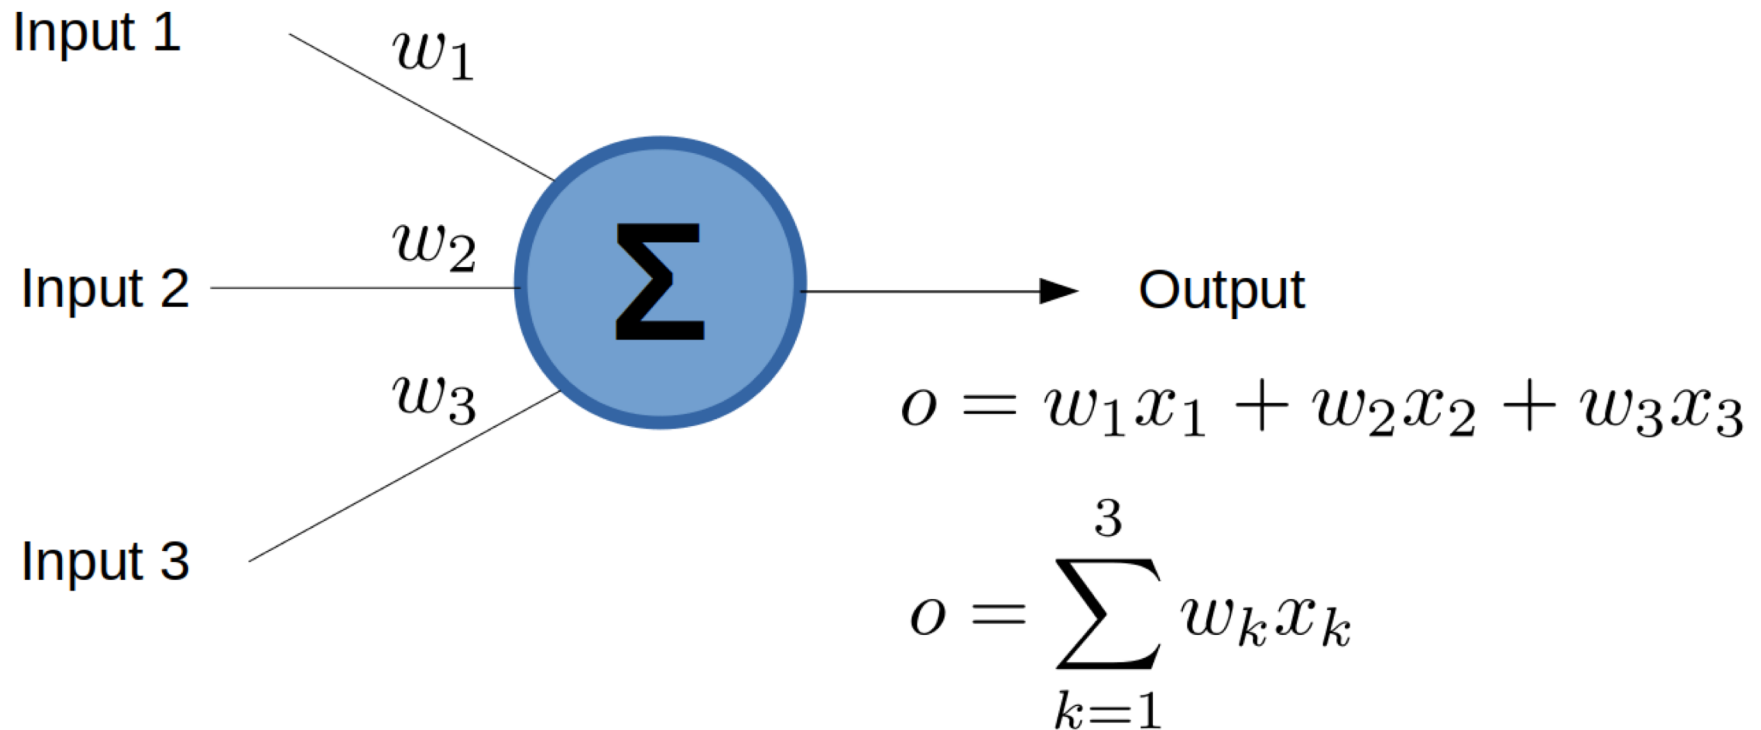 Input 1
w₁
w₂
Input 2
Σ
Output
w₃
o = w₁x₁ + w₂x₂ + w₃x₃
Input 3
3
o = ∑ wₖxₖ
k=1